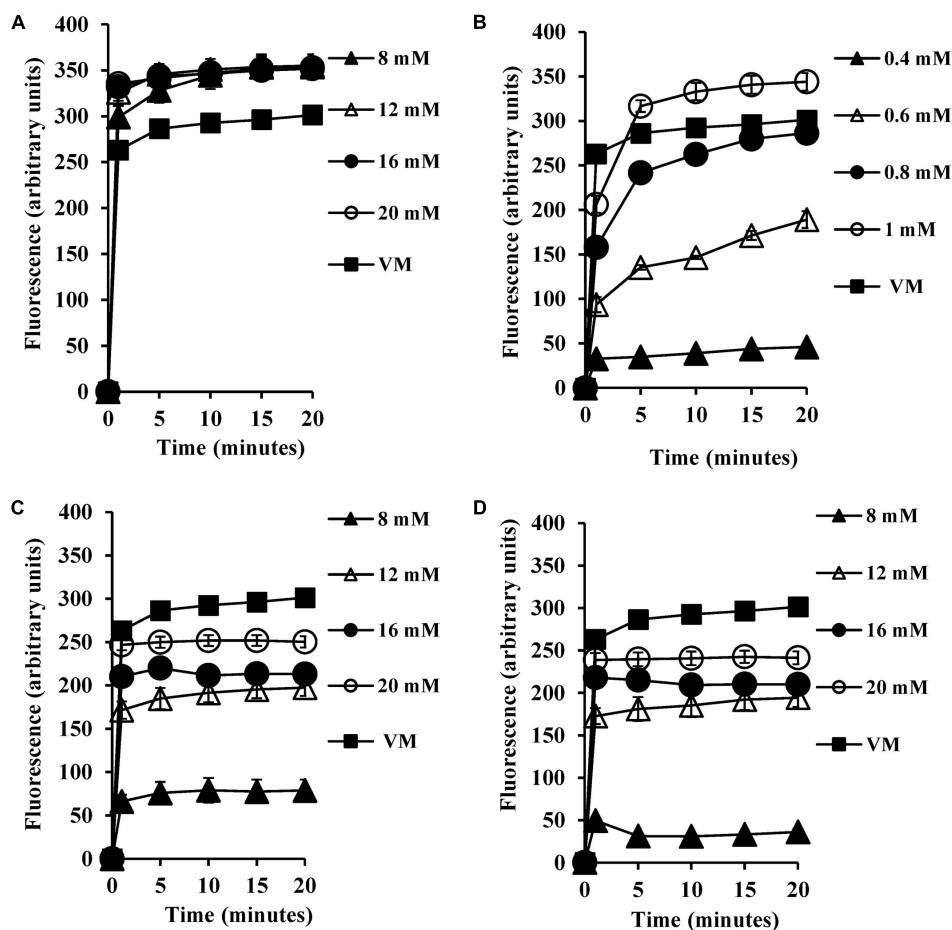 A
Fluorescence (arbitrary units)
400
350
300
250
200
150
100
50
0
0 5 10 15 20
Time (minutes)
8 mM
12 mM
16 mM
20 mM
VM
B
Fluorescence (arbitrary units)
400
350
300
250
200
150
100
50
0
0 5 10 15 20
Time (minutes)
0.4 mM
0.6 mM
0.8 mM
1 mM
VM
C
Fluorescence (arbitrary units)
400
350
300
250
200
150
100
50
0
0 5 10 15 20
Time (minutes)
8 mM
12 mM
16 mM
20 mM
VM
D
Fluorescence (arbitrary units)
400
350
300
250
200
150
100
50
0
0 5 10 15 20
Time (minutes)
8 mM
12 mM
16 mM
20 mM
VM